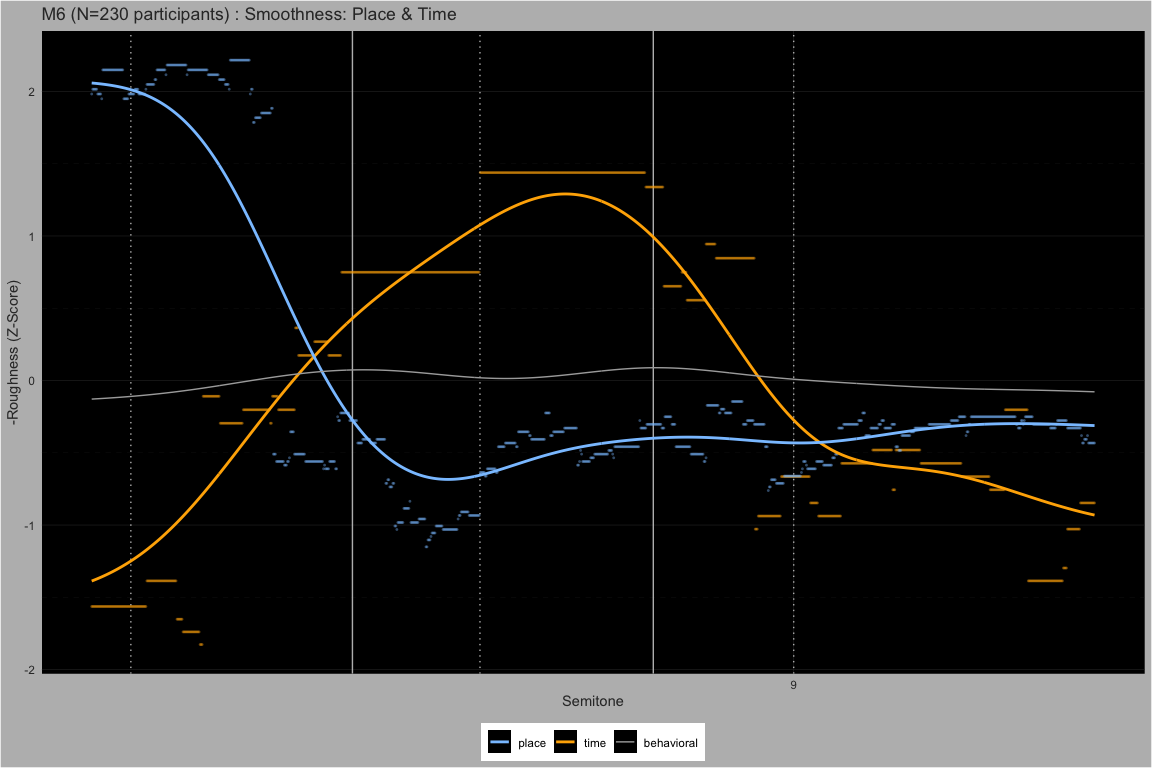 M6 (N=230 participants) : Smoothness: Place & Time
-Roughness (Z-Score)
2
1
0
-1
-2
9
Semitone
place time behavioral